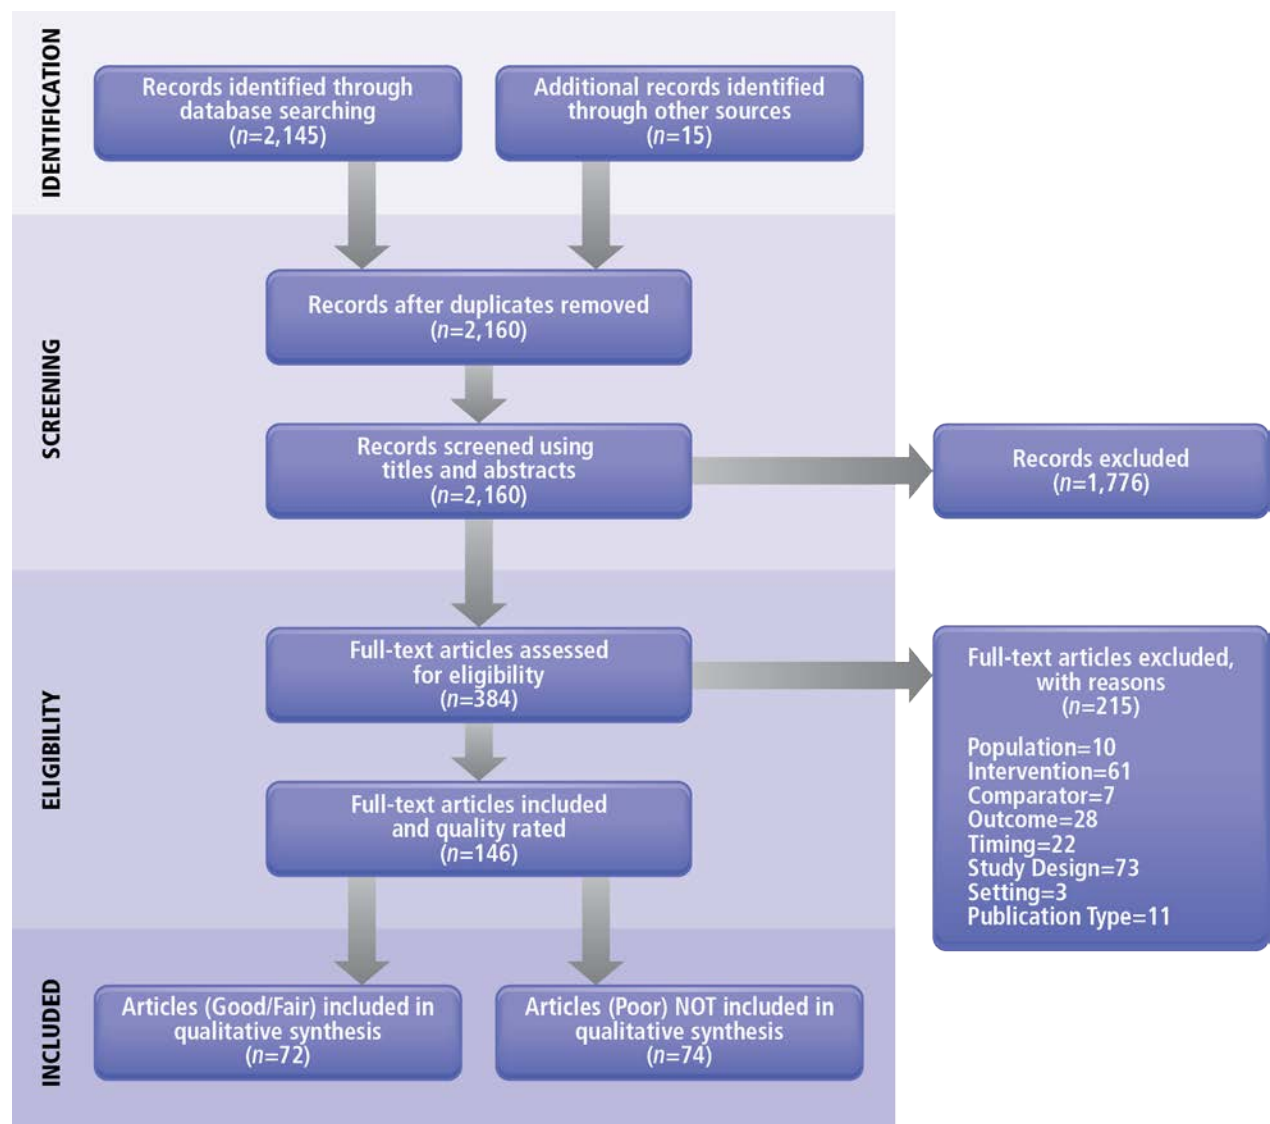 IDENTIFICATION
Records identified through
database searching
(n=2,145)
Additional records identified
through other sources
(n=15)
SCREENING
Records after duplicates removed
(n=2,160)
Records screened using
titles and abstracts
(n=2,160)
Records excluded
(n=1,776)
ELIGIBILITY
Full-text articles assessed
for eligibility
(n=384)
Full-text articles excluded,
with reasons
(n=215)
Population=10
Intervention=61
Comparator=7
Outcome=28
Timing=22
Study Design=73
Setting=3
Publication Type=11
Full-text articles included
and quality rated
(n=146)
INCLUDED
Articles (Good/Fair) included in
qualitative synthesis
(n=72)
Articles (Poor) NOT included in
qualitative synthesis
(n=74)